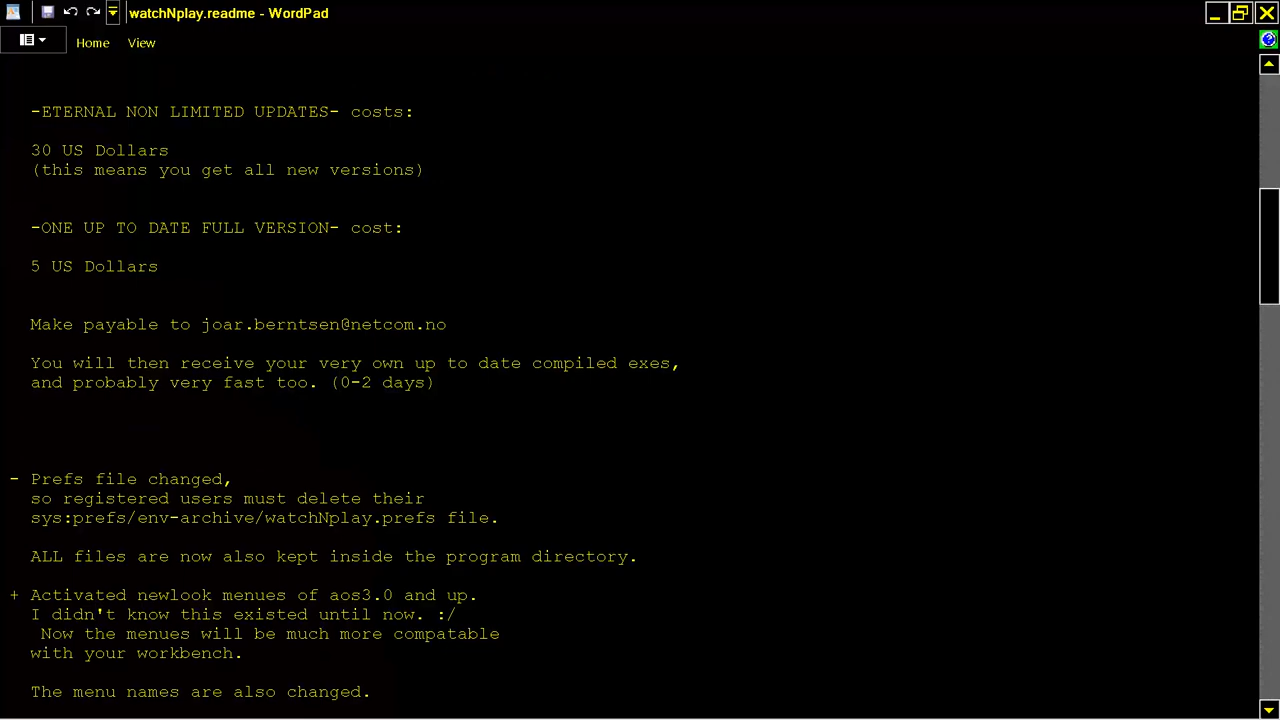 watchNplay.readme - WordPad
Home View
-ETERNAL NON LIMITED UPDATES- costs:
30 US Dollars
(this means you get all new versions)
-ONE UP TO DATE FULL VERSION- cost:
5 US Dollars
Make payable to joar.berntsen@netcom.no
You will then receive your very own up to date compiled exes,
and probably very fast too. (0-2 days)
- Prefs file changed,
so registered users must delete their
sys:prefs/env-archive/watchNplay.prefs file.
ALL files are now also kept inside the program directory.
+ Activated newlook menues of aos3.0 and up.
I didn't know this existed until now. :/
Now the menues will be much more compatable
with your workbench.
The menu names are also changed.